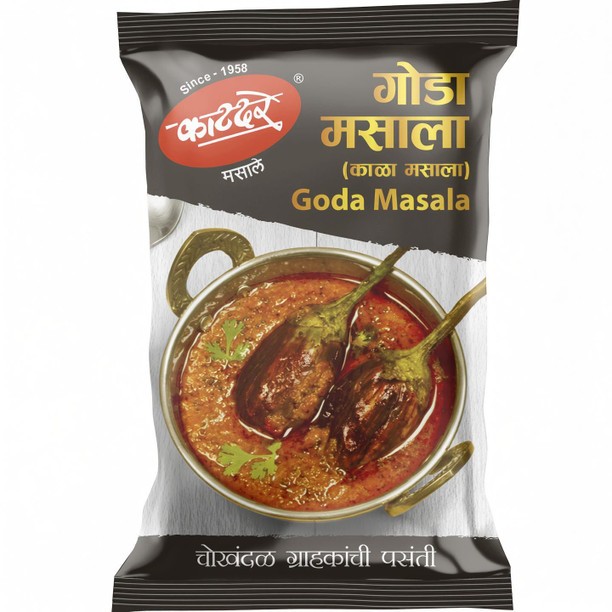 Since - 1958
®
काटदरे
मसाले
गोडा
मसाला
(काळा मसाला)
Goda Masala
चोखंदळ ग्राहकांची पसंती